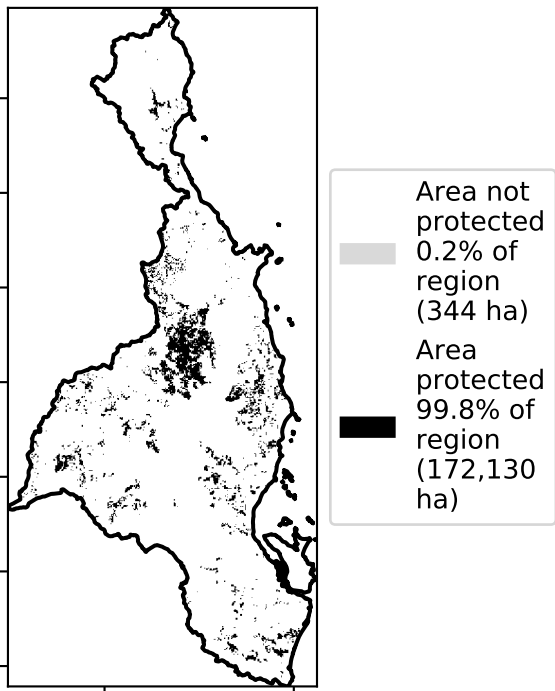 Area not
protected
0.2% of
region
(344 ha)
Area
protected
99.8% of
region
(172,130
ha)